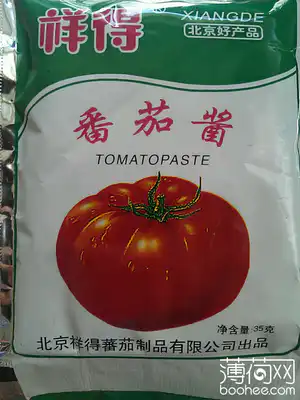 祥得
XIANGDE
北京好产品
番茄酱
TOMATOPASTE
净含量 35克
北京祥得蕃茄制品有限公司出品
薄荷网
boohee.com